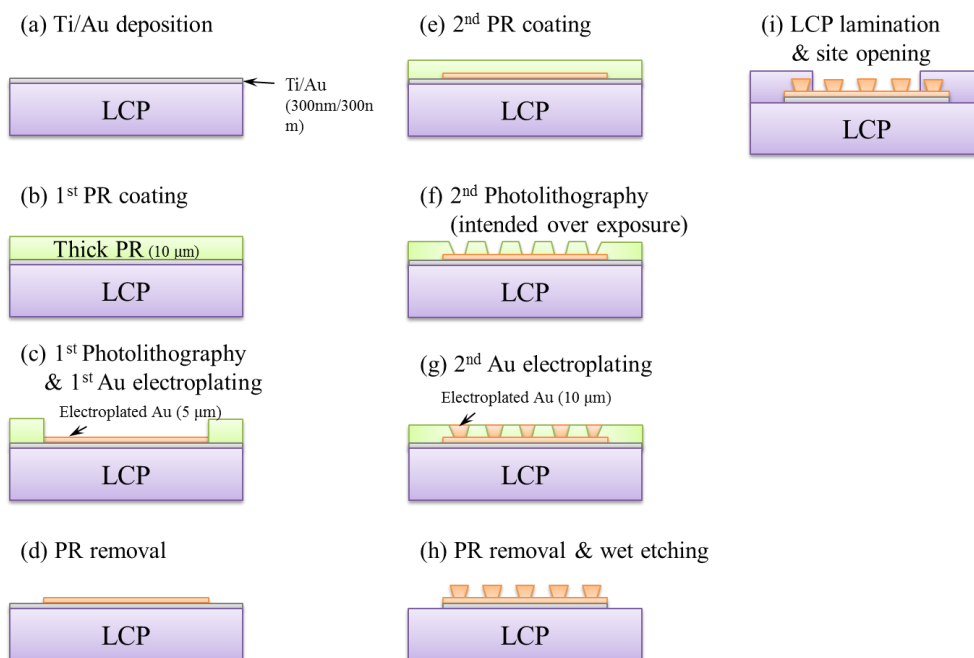 (a) Ti/Au deposition
Ti/Au
(300nm/300n
m)
LCP
(b) 1st PR coating
Thick PR (10 μm)
LCP
(c) 1st Photolithography
& 1st Au electroplating
Electroplated Au (5 μm)
LCP
(d) PR removal
LCP
(e) 2nd PR coating
LCP
(f) 2nd Photolithography
(intended over exposure)
LCP
(g) 2nd Au electroplating
Electroplated Au (10 μm)
LCP
(h) PR removal & wet etching
LCP
(i) LCP lamination
& site opening
LCP